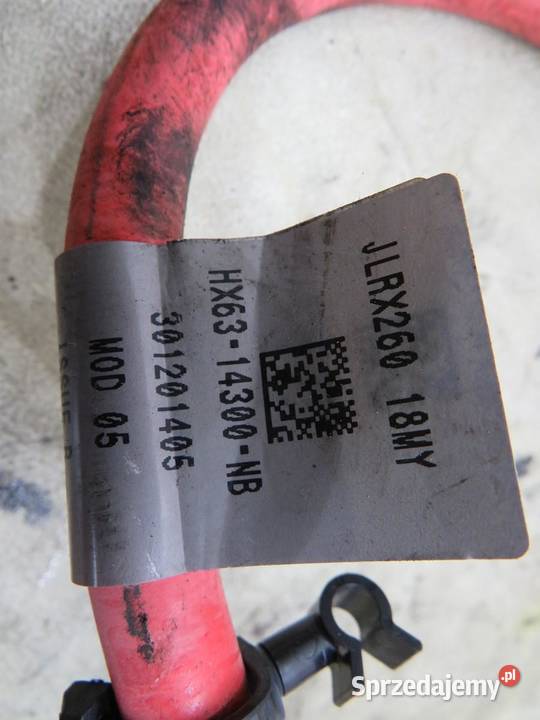 JLRX260 18MY
HX63-14300-NB
301201405
MOD 05
Sprzedajemy.pl